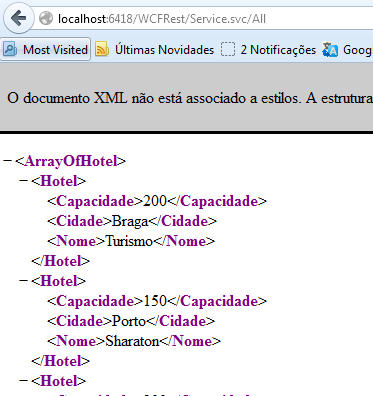 localhost:6418/WCFRest/Service.svc/All
Most Visited Últimas Novidades 2 Notificações Goog
O documento XML não está associado a estilos. A estrutura
−<ArrayOfHotel>
−<Hotel>
<Capacidade>200</Capacidade>
<Cidade>Braga</Cidade>
<Nome>Turismo</Nome>
</Hotel>
−<Hotel>
<Capacidade>150</Capacidade>
<Cidade>Porto</Cidade>
<Nome>Sharaton</Nome>
</Hotel>
−<Hotel>